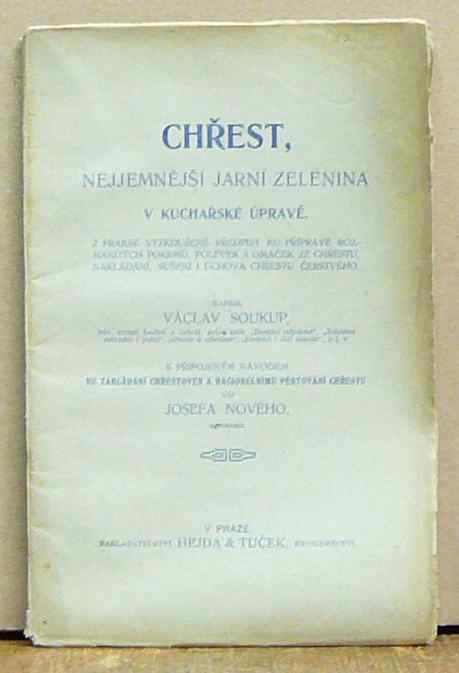 CHŘEST,
NEJJEMNĚJŠÍ JARNÍ ZELENINA
V KUCHAŘSKÉ ÚPRAVĚ.
Z PRAKSE VYZKOUŠENÉ PŘEDPISY KU PŘÍPRAVĚ ROZ-
MANITÝCH POKRMŮ, POLÉVEK A OMÁČEK ZE CHŘESTU,
NAKLÁDÁNÍ, SUŠENÍ I ÚCHOVA CHŘESTU ČERSTVÉHO.
NAPSAL
VÁCLAV SOUKUP,
S PŘIPOJENÝM NÁVODEM
KU ZAKLÁDÁNÍ CHŘESTOVEN A RACIONELNÍMU PĚSTOVÁNÍ CHŘESTU
OD
JOSEFA NOVÉHO,
V PRAZE.
NAKLADATELSTVÍ HEJDA & TUČEK, KNIHKUPECTVÍ.